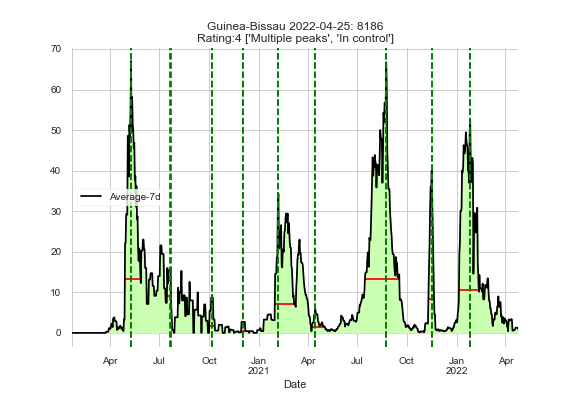 Guinea-Bissau 2022-04-25: 8186
Rating:4 ['Multiple peaks', 'In control']
70
60
50
40
30
20
10
0
Average-7d
Apr Jul Oct Jan Apr Jul Oct Jan Apr
2021 2022
Date